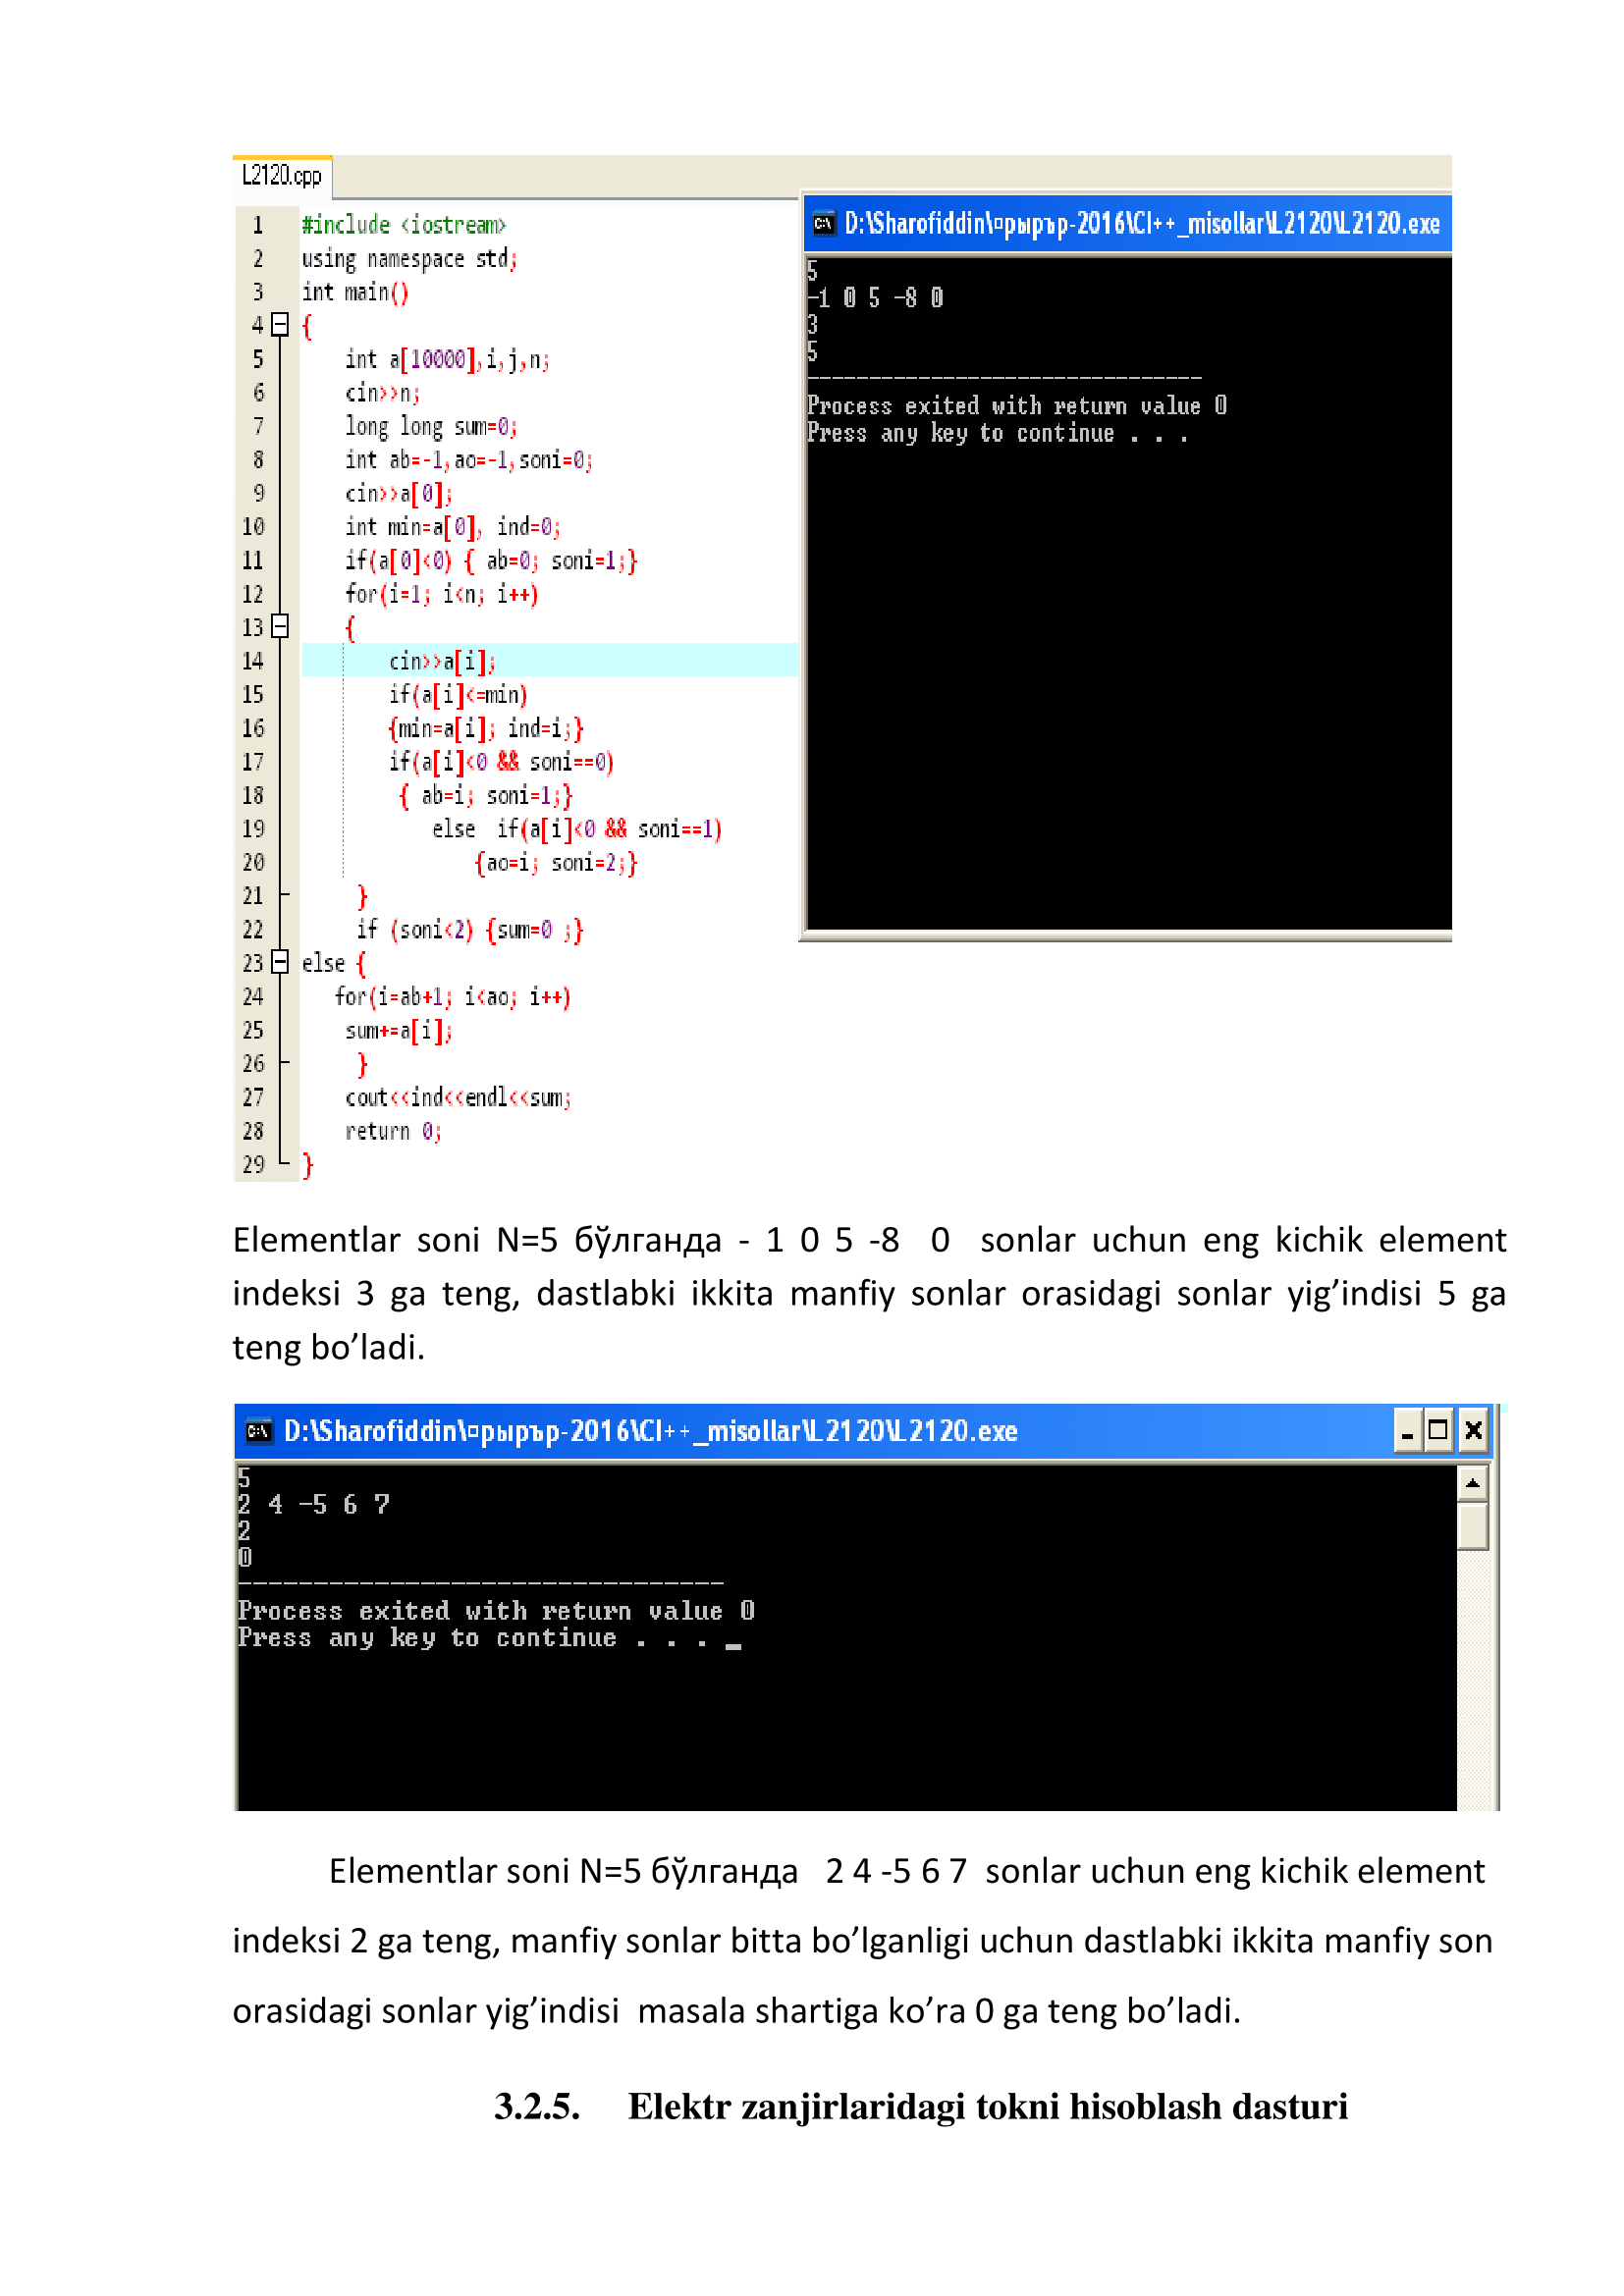 L2120.cpp
1 #include <iostream>
2 using namespace std;
3 int main()
4 {
5 int a[10000],i,j,n;
6 cin>>n;
7 long long sum=0;
8 int ab=-1,ao=-1,soni=0;
9 cin>>a[0];
10 int min=a[0], ind=0;
11 if(a[0]<0) { ab=0; soni=1;}
12 for(i=1; i<n; i++)
13 {
14 cin>>a[i];
15 if(a[i]<=min)
16 {min=a[i]; ind=i;}
17 if(a[i]<0 && soni==0)
18 { ab=i; soni=1;}
19 else if(a[i]<0 && soni==1)
20 {ao=i; soni=2;}
21 }
22 if (soni<2) {sum=0 ;}
23 else {
24 for(i=ab+1; i<ao; i++)
25 sum+=a[i];
26 }
27 cout<<ind<<endl<<sum;
28 return 0;
29 }
D:\Sharofiddin\¤рырър-2016\CI++_misollar\L2120\L2120.exe
5
-1 0 5 -8 0
3
5
--------------------------------
Process exited with return value 0
Press any key to continue . . .
Elementlar soni N=5 бўлганда - 1 0 5 -8 0 sonlar uchun eng kichik element
indeksi 3 ga teng, dastlabki ikkita manfiy sonlar orasidagi sonlar yig’indisi 5 ga
teng bo’ladi.
D:\Sharofiddin\¤рырър-2016\CI++_misollar\L2120\L2120.exe
5
2 4 -5 6 7
2
0
--------------------------------
Process exited with return value 0
Press any key to continue . . . _
Elementlar soni N=5 бўлганда 2 4 -5 6 7 sonlar uchun eng kichik element
indeksi 2 ga teng, manfiy sonlar bitta bo’lganligi uchun dastlabki ikkita manfiy son
orasidagi sonlar yig’indisi masala shartiga ko’ra 0 ga teng bo’ladi.
3.2.5. Elektr zanjirlaridagi tokni hisoblash dasturi